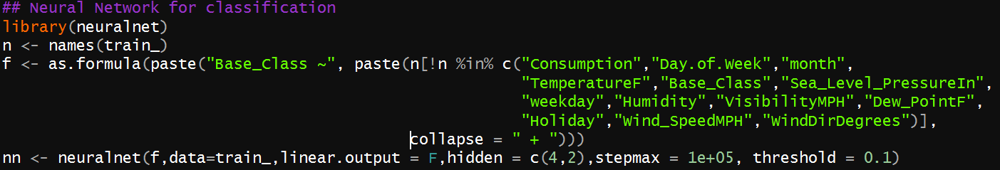 ## Neural Network for classification
library(neuralnet)
n <- names(train_)
f <- as.formula(paste("Base_Class ~", paste(n[!n %in% c("Consumption","Day.of.Week","month",
"TemperatureF","Base_Class","Sea_Level_PressureIn",
"weekday","Humidity","VisibilityMPH","Dew_PointF",
"Holiday","Wind_SpeedMPH","WindDirDegrees")],
collapse = " + ")))
nn <- neuralnet(f,data=train_,linear.output = F,hidden = c(4,2),stepmax = 1e+05, threshold = 0.1)